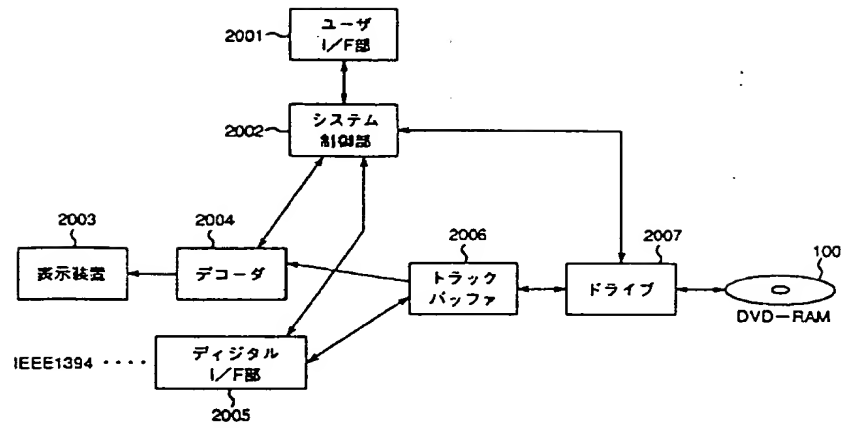 2001
ユーザ
I/F部
2002
システム
制御部
2003
表示装置
2004
デコーダ
2006
トラック
バッファ
2007
ドライブ
100
DVD-RAM
IEEE1394 ････
ディジタル
I/F部
2005